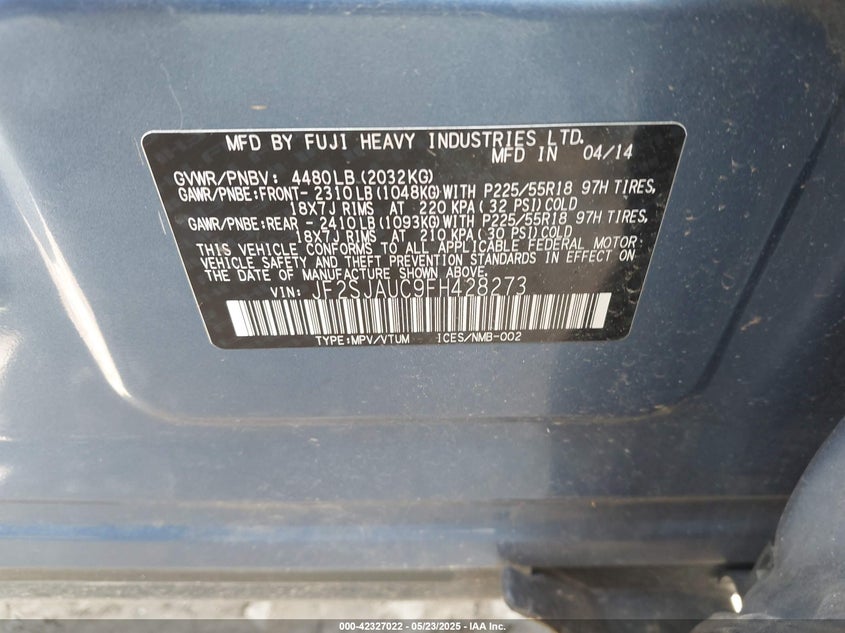 MFD BY FUJI HEAVY INDUSTRIES LTD.
MFD IN 04/14
GVWR/PNBV: 4480LB(2032KG)
GAWR/PNBE:FRONT- 2310LB(1048KG)WITH P225/55R18 97H TIRES,
18X7J RIMS AT 220 KPA(32 PSI)COLD
GAWR/PNBE:REAR - 2410LB(1093KG)WITH P225/55R18 97H TIRES,
18X7J RIMS AT 210 KPA(30 PSI)COLD
THIS VEHICLE CONFORMS TO ALL APPLICABLE FEDERAL MOTOR
VEHICLE SAFETY AND THEFT PREVENTION STANDARDS IN EFFECT ON
THE DATE OF MANUFACTURE SHOWN ABOVE.
VIN: JF2SJAUC9FH428273
TYPE:MPV/VTUM ICES/NMB-002
000-42327022 - 05/23/2025 - IAA Inc.